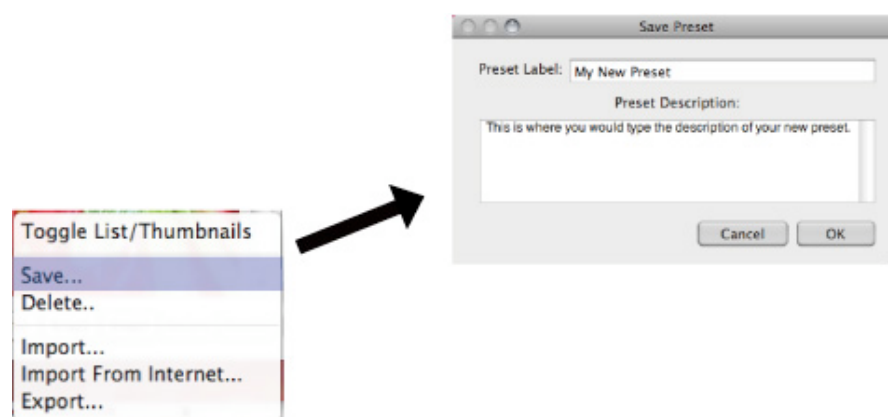 Save Preset
Preset Label: My New Preset
Preset Description:
This is where you would type the description of your new preset.
Cancel OK
Toggle List/Thumbnails
Save...
Delete..
Import...
Import From Internet...
Export...